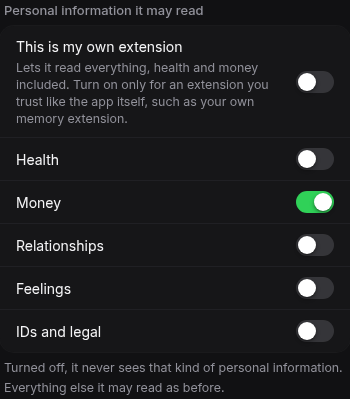 Personal information it may read
This is my own extension
Lets it read everything, health and money
included. Turn on only for an extension you
trust like the app itself, such as your own
memory extension.
Health
Money
Relationships
Feelings
IDs and legal
Turned off, it never sees that kind of personal information.
Everything else it may read as before.